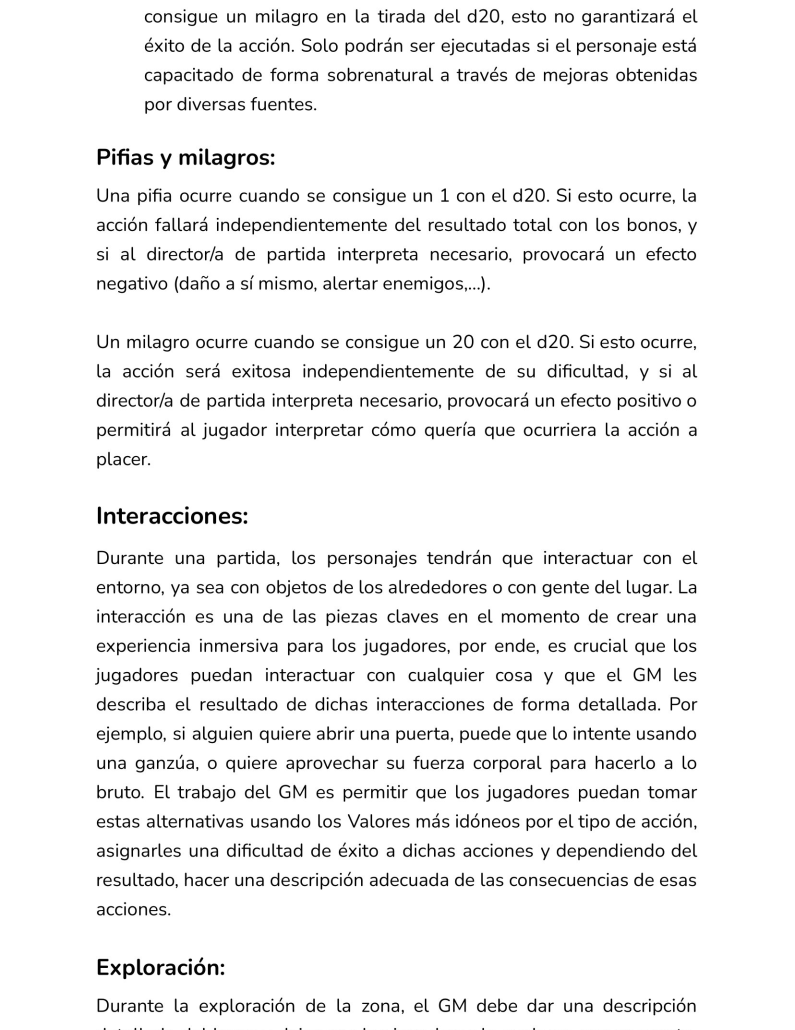 consigue un milagro en la tirada del d20, esto no garantizará el
éxito de la acción. Solo podrán ser ejecutadas si el personaje está
capacitado de forma sobrenatural a través de mejoras obtenidas
por diversas fuentes.
Pifias y milagros:
Una pifia ocurre cuando se consigue un 1 con el d20. Si esto ocurre, la
acción fallará independientemente del resultado total con los bonos, y
si al director/a de partida interpreta necesario, provocará un efecto
negativo (daño a sí mismo, alertar enemigos,...).
Un milagro ocurre cuando se consigue un 20 con el d20. Si esto ocurre,
la acción será exitosa independientemente de su dificultad, y si al
director/a de partida interpreta necesario, provocará un efecto positivo o
permitirá al jugador interpretar cómo quería que ocurriera la acción a
placer.
Interacciones:
Durante una partida, los personajes tendrán que interactuar con el
entorno, ya sea con objetos de los alrededores o con gente del lugar. La
interacción es una de las piezas claves en el momento de crear una
experiencia inmersiva para los jugadores, por ende, es crucial que los
jugadores puedan interactuar con cualquier cosa y que el GM les
describa el resultado de dichas interacciones de forma detallada. Por
ejemplo, si alguien quiere abrir una puerta, puede que lo intente usando
una ganzúa, o quiere aprovechar su fuerza corporal para hacerlo a lo
bruto. El trabajo del GM es permitir que los jugadores puedan tomar
estas alternativas usando los Valores más idóneos por el tipo de acción,
asignarles una dificultad de éxito a dichas acciones y dependiendo del
resultado, hacer una descripción adecuada de las consecuencias de esas
acciones.
Exploración:
Durante la exploración de la zona, el GM debe dar una descripción